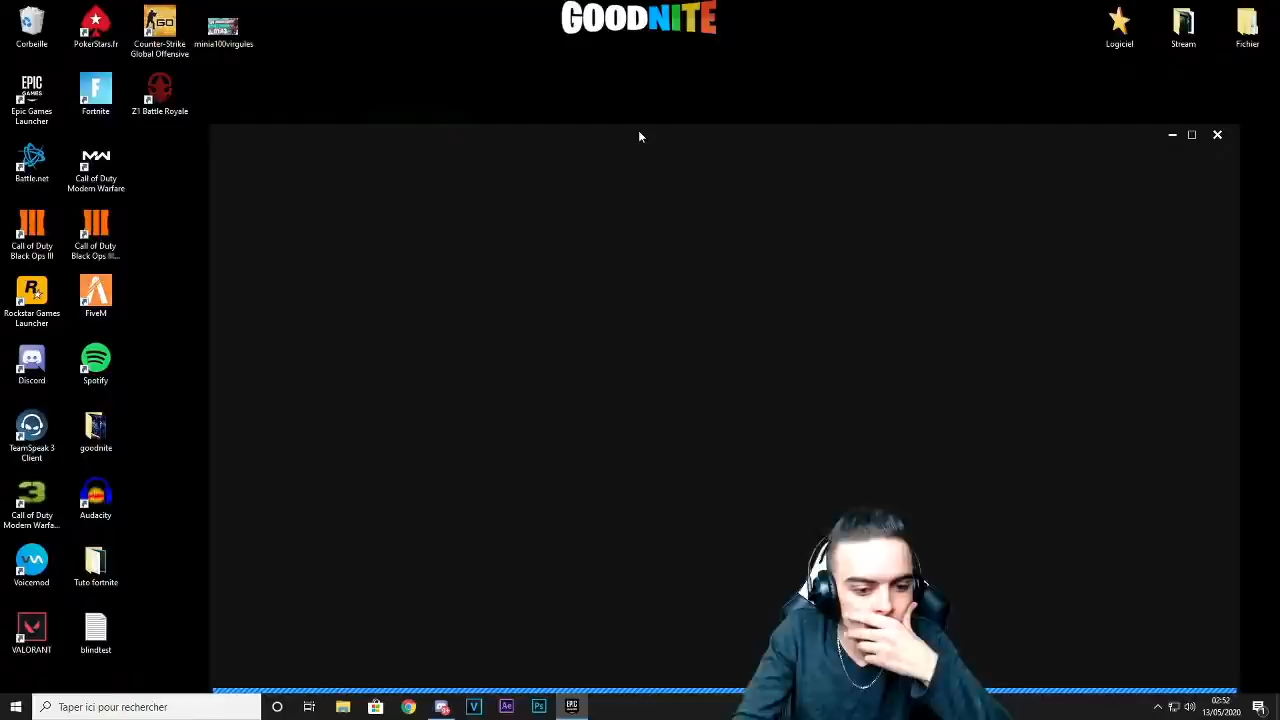 GOODNITE
Corbeille
PokerStars.fr
Counter-Strike
Global Offensive
minia100virgules
Logiciel
Stream
Fichier
EPIC
GAMES
Epic Games
Launcher
Fortnite
Z1 Battle Royale
Battle.net
Call of Duty
Modern Warfare
Call of Duty
Black Ops III
Call of Duty
Black Ops III...
Rockstar Games
Launcher
FiveM
Discord
Spotify
TeamSpeak 3
Client
goodnite
Call of Duty
Modern Warfa...
Audacity
Voicemod
Tuto fortnite
VALORANT
blindtest
Taper ici pour rechercher
02:52
13/05/2020